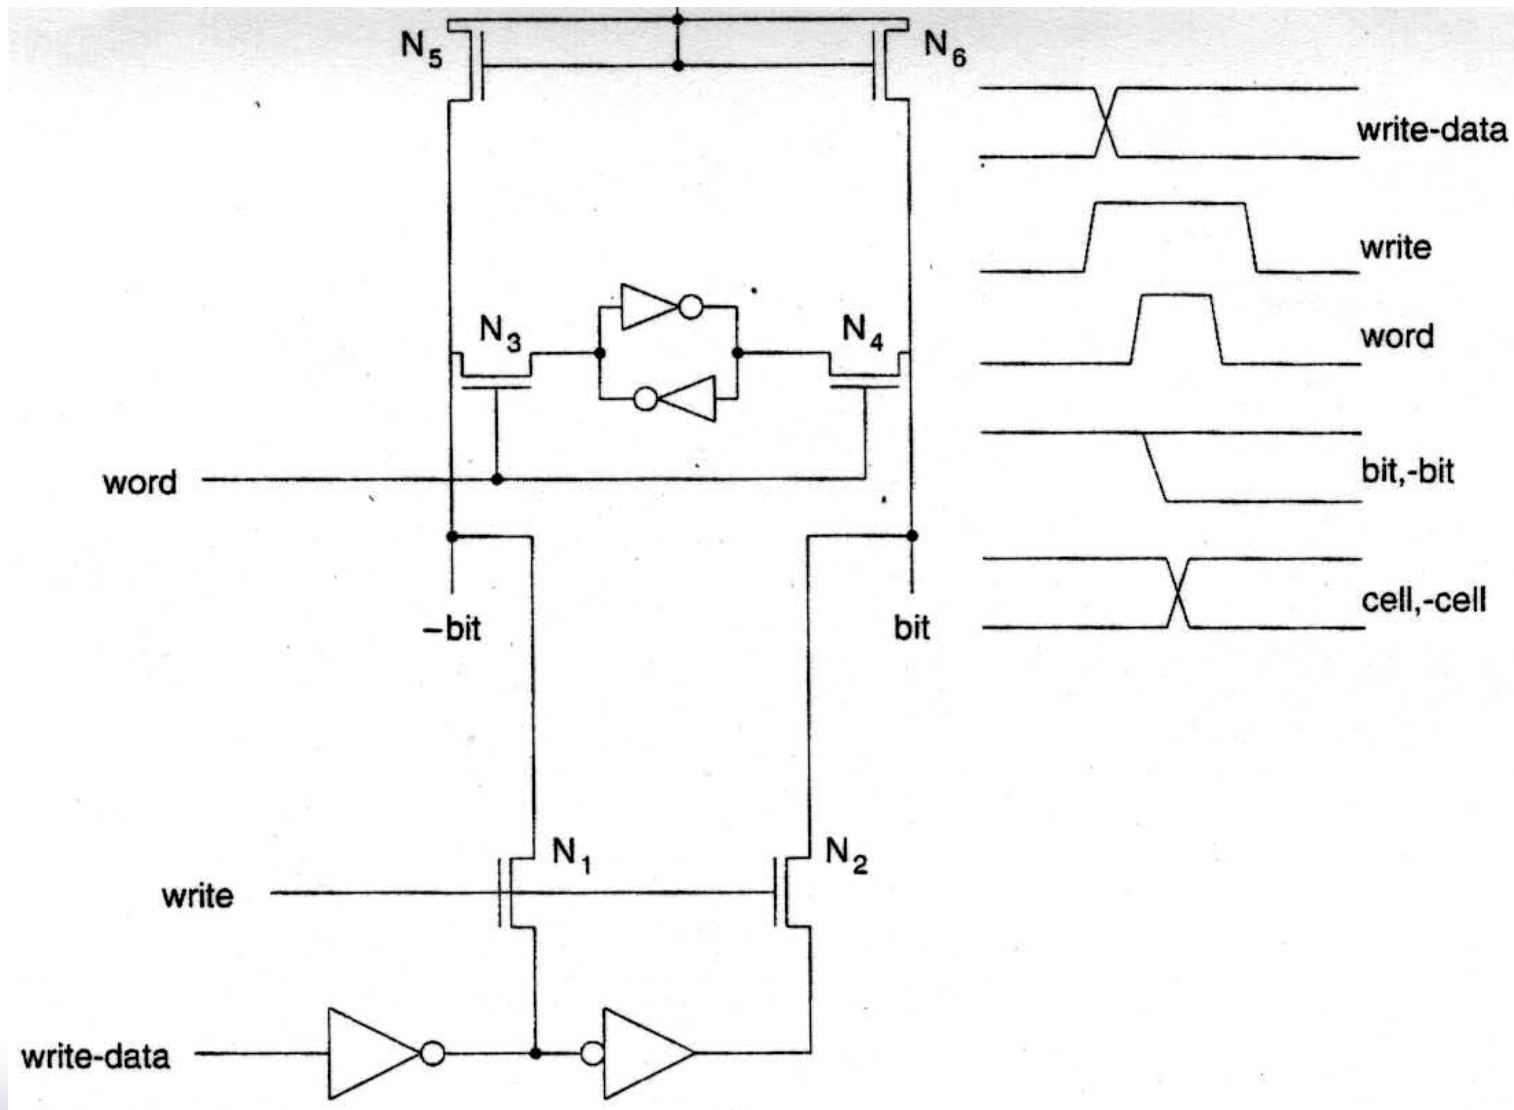 N5
N6
write-data
write
N3
N4
word
word
bit,-bit
cell,-cell
–bit
bit
N1
N2
write
write-data